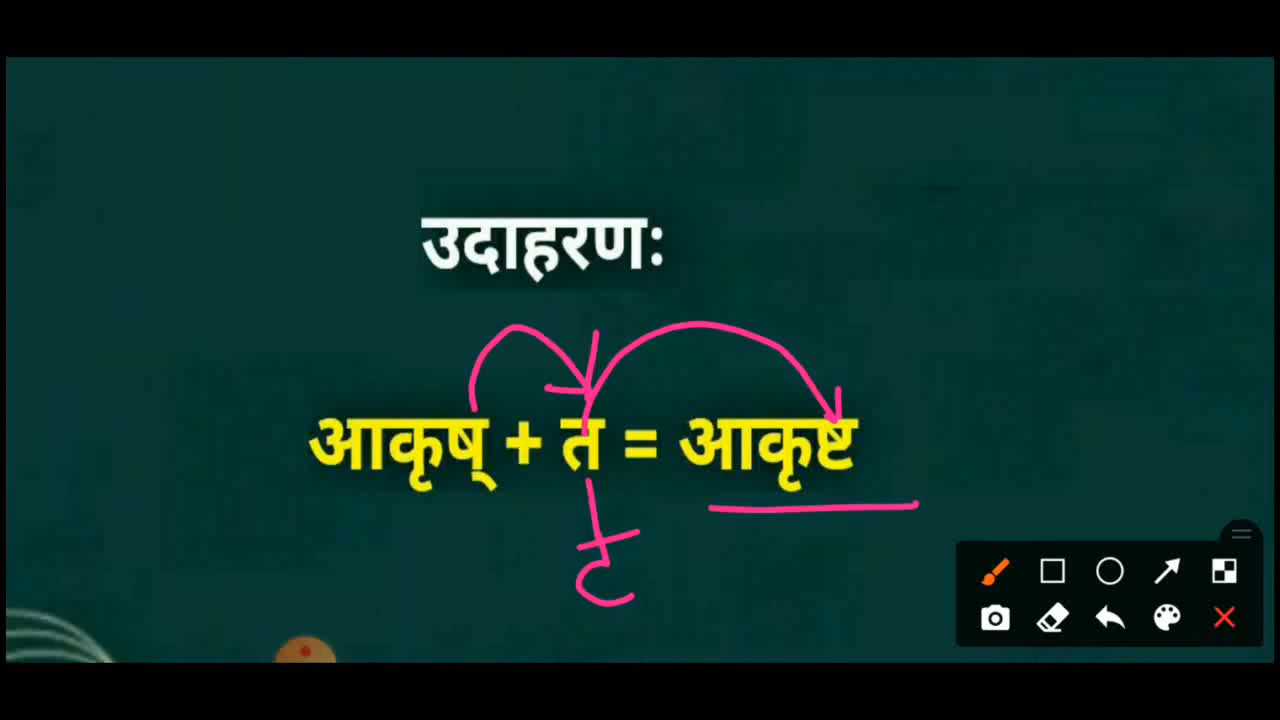 उदाहरण:
आकृष् + त = आकृष्ट
ट